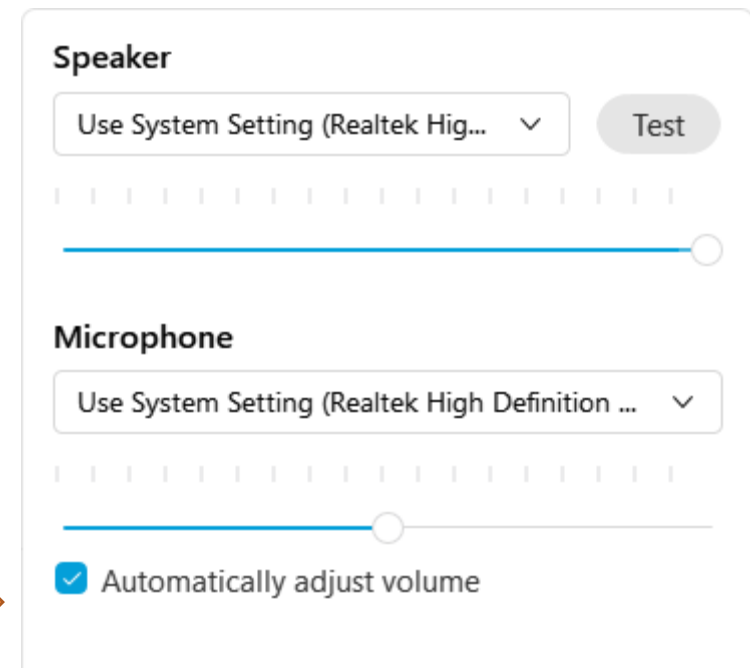 Speaker
Use System Setting (Realtek Hig... Test
Microphone
Use System Setting (Realtek High Definition ...
Automatically adjust volume